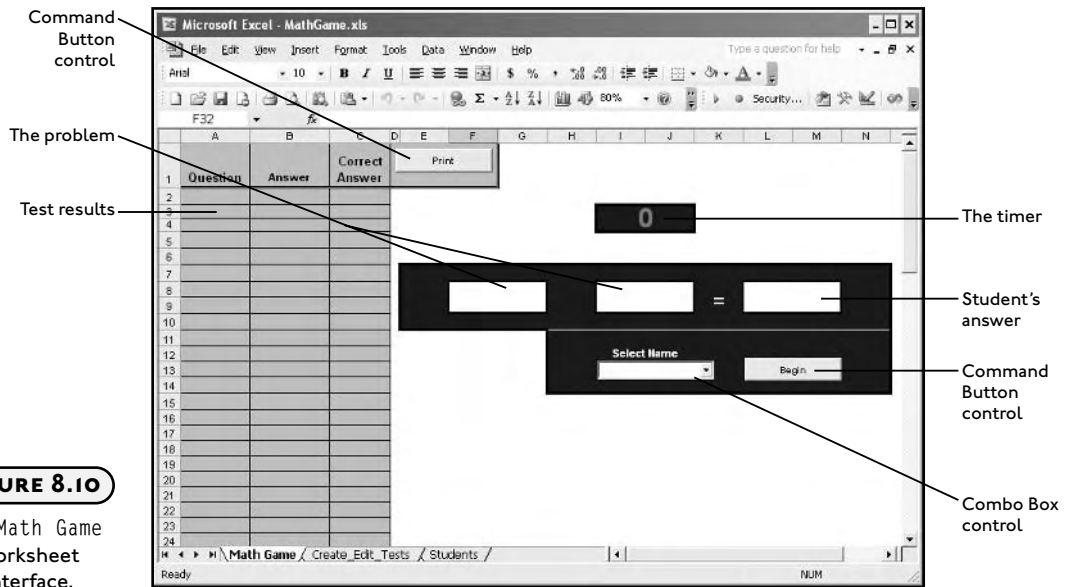 Command
Button
control
The problem
Test results
Microsoft Excel - MathGame.xls
File Edit View Insert Format Tools Data Window Help
Type a question for help
Arial 10 B I U $ % ,
Σ 80% Security...
F32 fx
A B C D E F G H I J K L M N
Question Answer Correct Answer
Print
1
2
3
4
5
6
7
8
9
10
11
12
13
14
15
16
17
18
19
20
21
22
23
24
0
=
Select Name
Begin
Math Game / Create_Edit_Tests / Students /
Ready NUM
The timer
Student's
answer
Command
Button
control
Combo Box
control
URE 8.10
Math Game
orksheet
nterface.